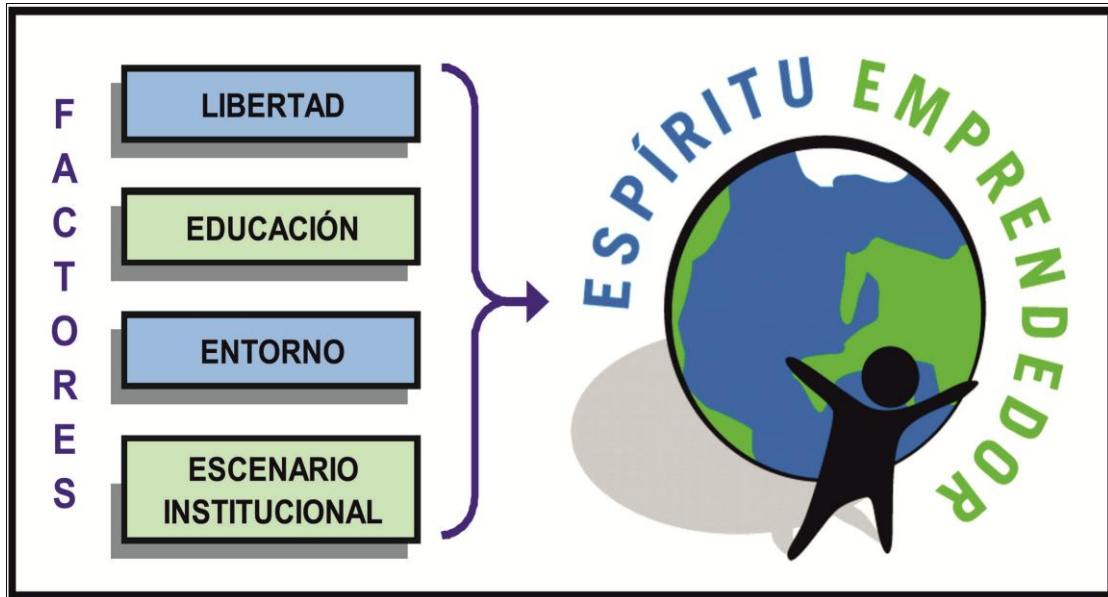 FACTORES
LIBERTAD
EDUCACIÓN
ENTORNO
ESCENARIO
INSTITUCIONAL
ESPÍRITU EMPRENDEDOR